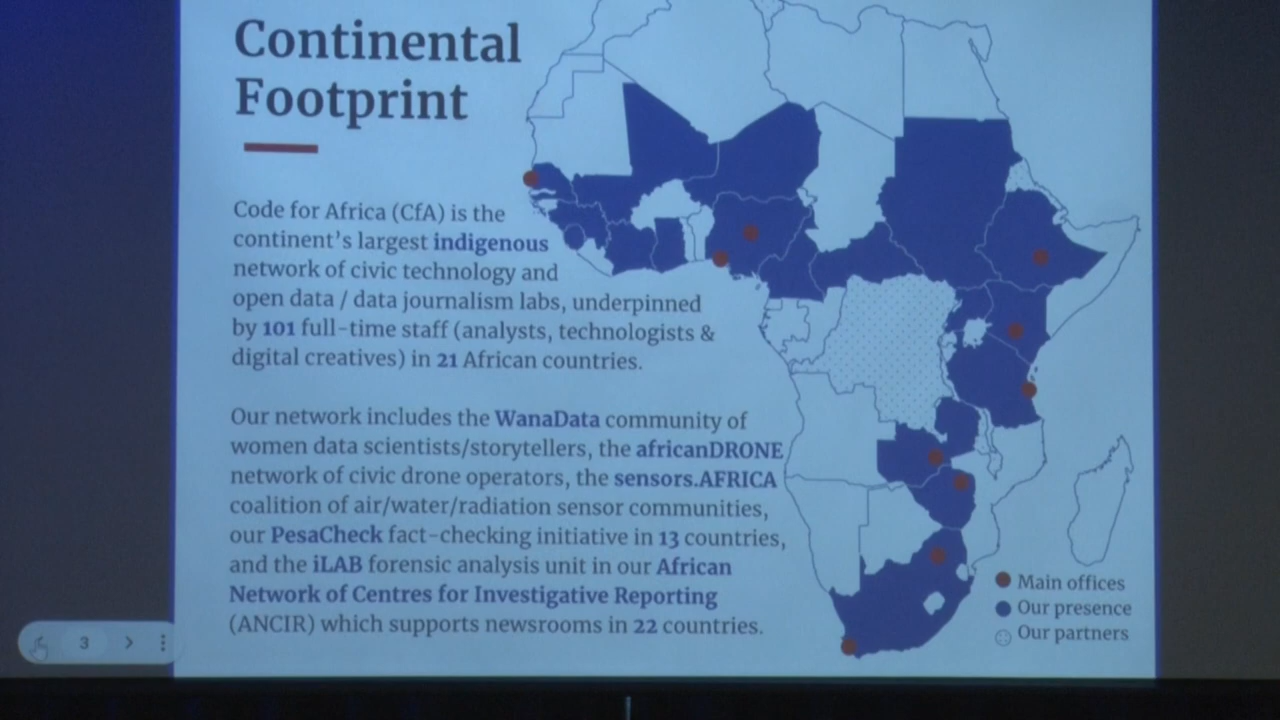 Continental
Footprint
Code for Africa (CfA) is the
continent's largest indigenous
network of civic technology and
open data / data journalism labs, underpinned
by 101 full-time staff (analysts, technologists &
digital creatives) in 21 African countries.
Our network includes the WanaData community of
women data scientists/storytellers, the africanDRONE
network of civic drone operators, the sensors.AFRICA
coalition of air/water/radiation sensor communities,
our PesaCheck fact-checking initiative in 13 countries,
and the iLAB forensic analysis unit in our African
Network of Centres for Investigative Reporting
(ANCIR) which supports newsrooms in 22 countries.
Main offices
Our presence
Our partners
3